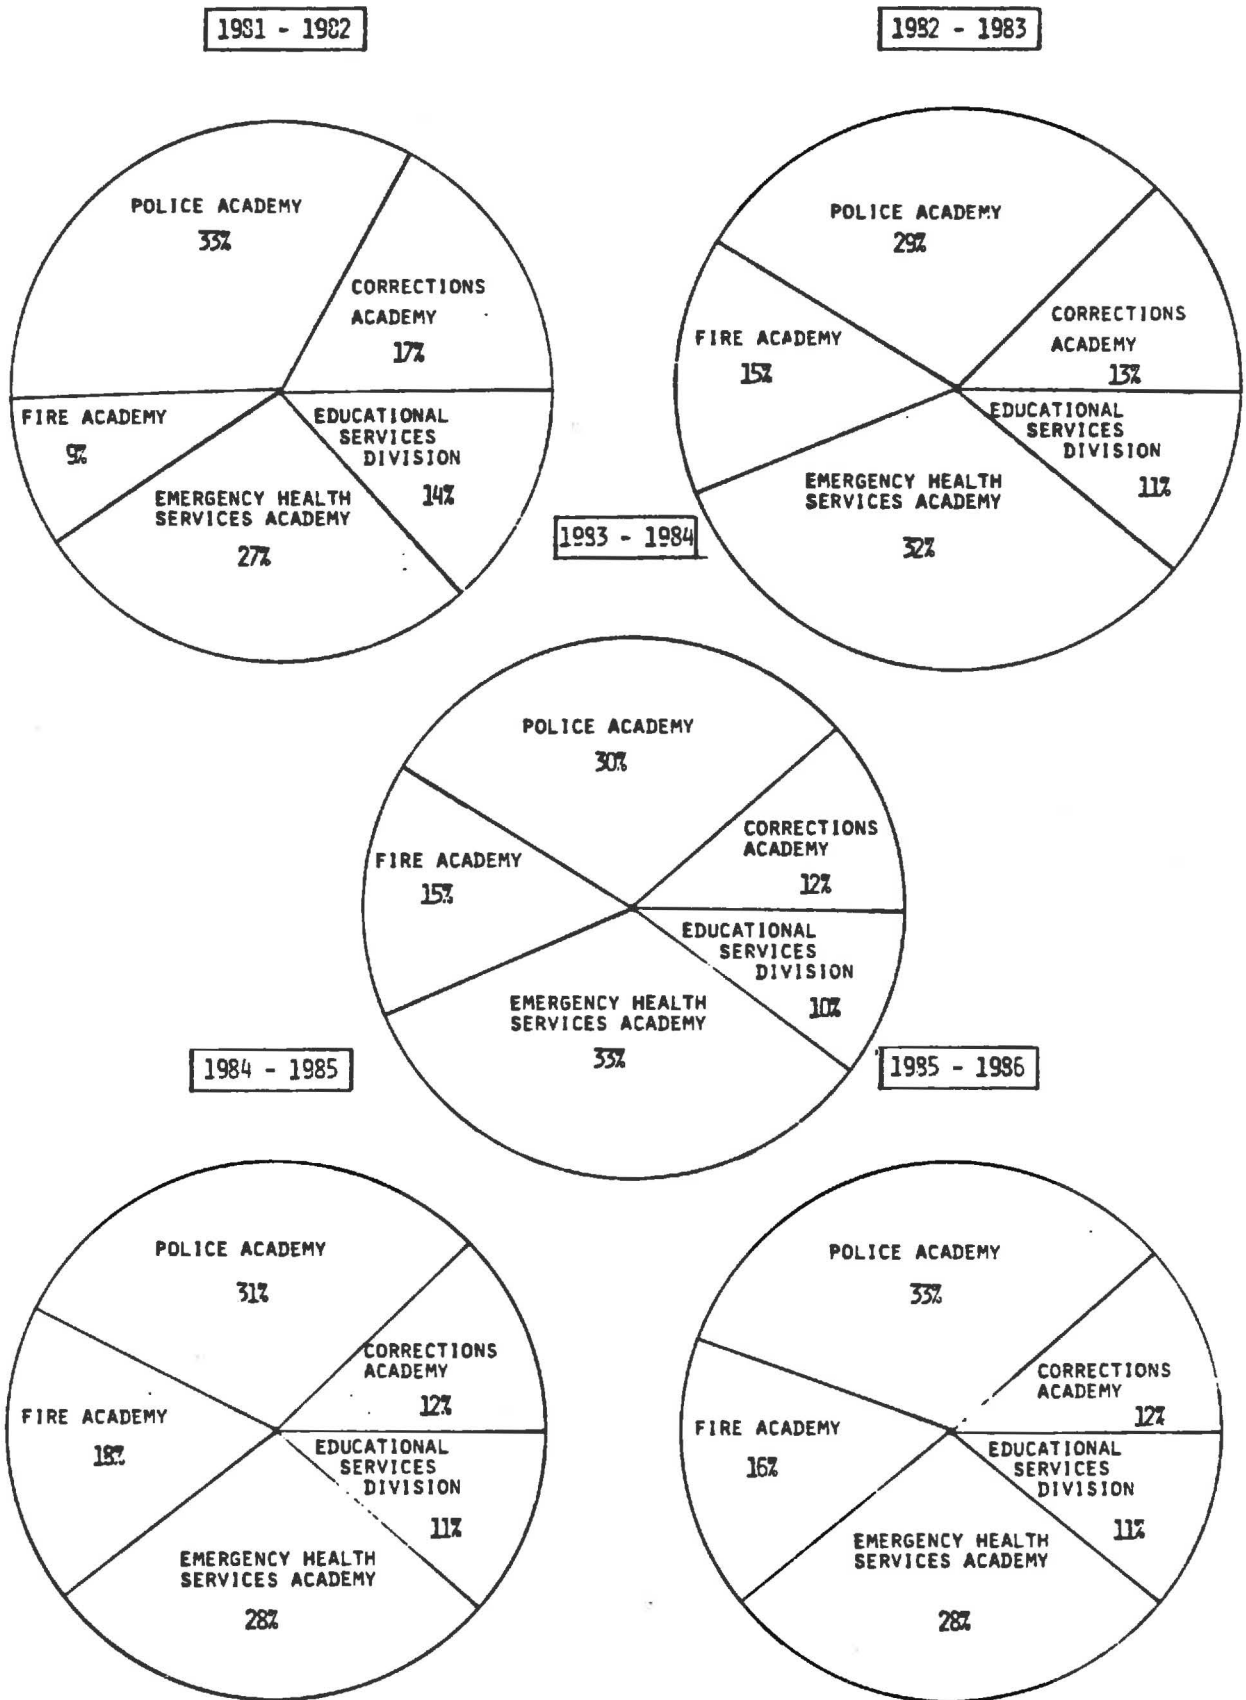 1981 - 1982
POLICE ACADEMY
33%
CORRECTIONS
ACADEMY
17%
FIRE ACADEMY
9%
EDUCATIONAL
SERVICES
DIVISION
14%
EMERGENCY HEALTH
SERVICES ACADEMY
27%
1982 - 1983
POLICE ACADEMY
29%
CORRECTIONS
ACADEMY
13%
FIRE ACADEMY
15%
EDUCATIONAL
SERVICES
DIVISION
11%
EMERGENCY HEALTH
SERVICES ACADEMY
32%
1983 - 1984
POLICE ACADEMY
30%
CORRECTIONS
ACADEMY
12%
FIRE ACADEMY
15%
EDUCATIONAL
SERVICES
DIVISION
10%
EMERGENCY HEALTH
SERVICES ACADEMY
33%
1984 - 1985
POLICE ACADEMY
31%
CORRECTIONS
ACADEMY
12%
FIRE ACADEMY
18%
EDUCATIONAL
SERVICES
DIVISION
11%
EMERGENCY HEALTH
SERVICES ACADEMY
28%
1985 - 1986
POLICE ACADEMY
33%
CORRECTIONS
ACADEMY
12%
FIRE ACADEMY
16%
EDUCATIONAL
SERVICES
DIVISION
11%
EMERGENCY HEALTH
SERVICES ACADEMY
28%